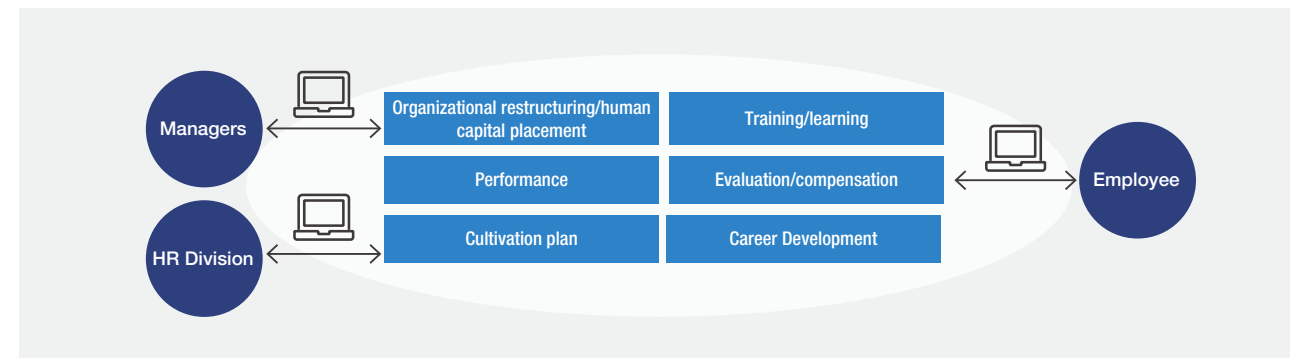 Managers
Organizational restructuring/human
capital placement
Training/learning
Performance
Evaluation/compensation
Employee
HR Division
Cultivation plan
Career Development